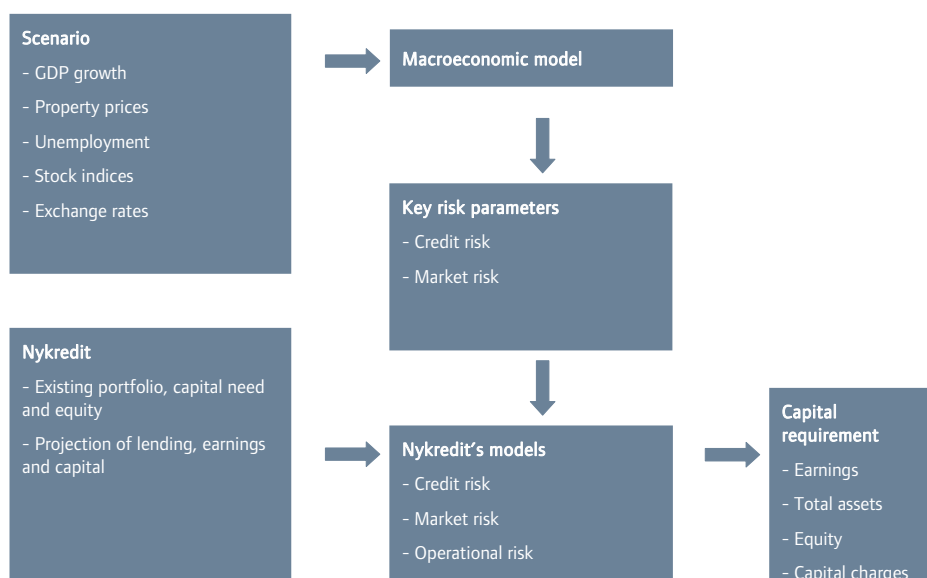 Scenario
- GDP growth
- Property prices
- Unemployment
- Stock indices
- Exchange rates
Macroeconomic model
Key risk parameters
- Credit risk
- Market risk
Nykredit
- Existing portfolio, capital need
and equity
- Projection of lending, earnings
and capital
Nykredit's models
- Credit risk
- Market risk
- Operational risk
Capital
requirement
- Earnings
- Total assets
- Equity
- Capital charges